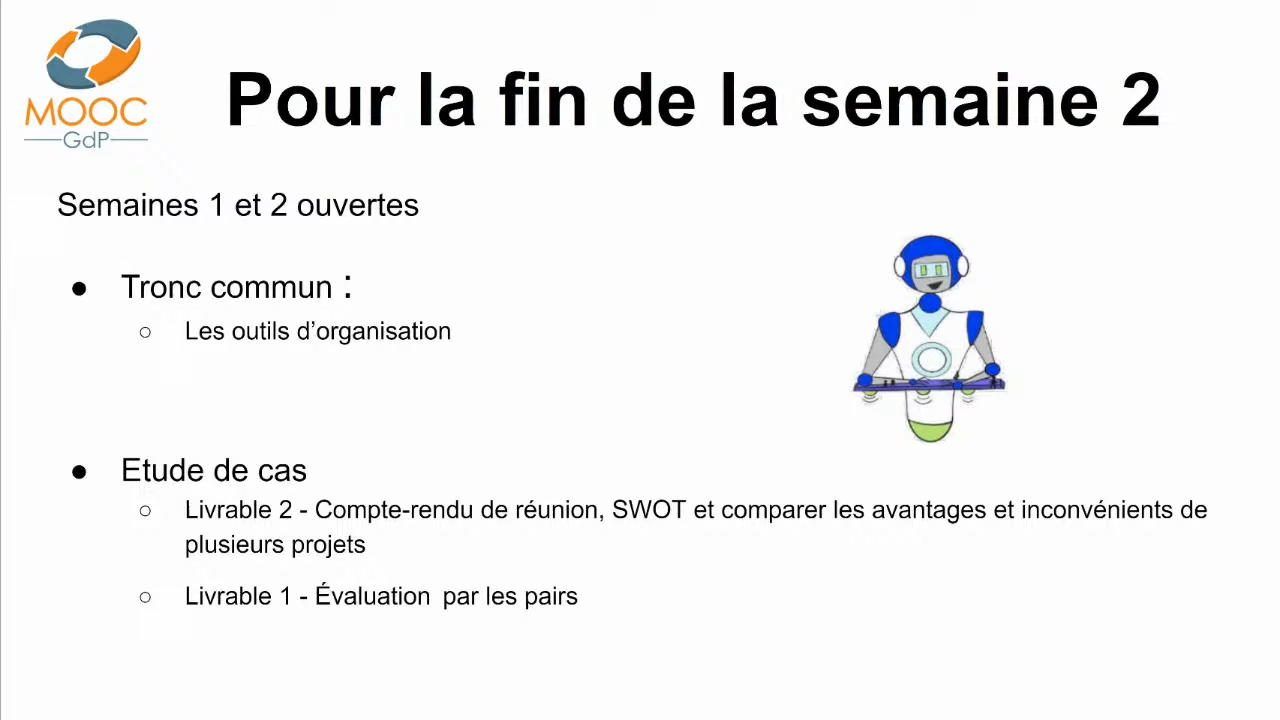 MOOC
GdP
Pour la fin de la semaine 2
Semaines 1 et 2 ouvertes
● Tronc commun :
○ Les outils d’organisation
● Etude de cas
○ Livrable 2 - Compte-rendu de réunion, SWOT et comparer les avantages et inconvénients de
plusieurs projets
○ Livrable 1 - Évaluation par les pairs